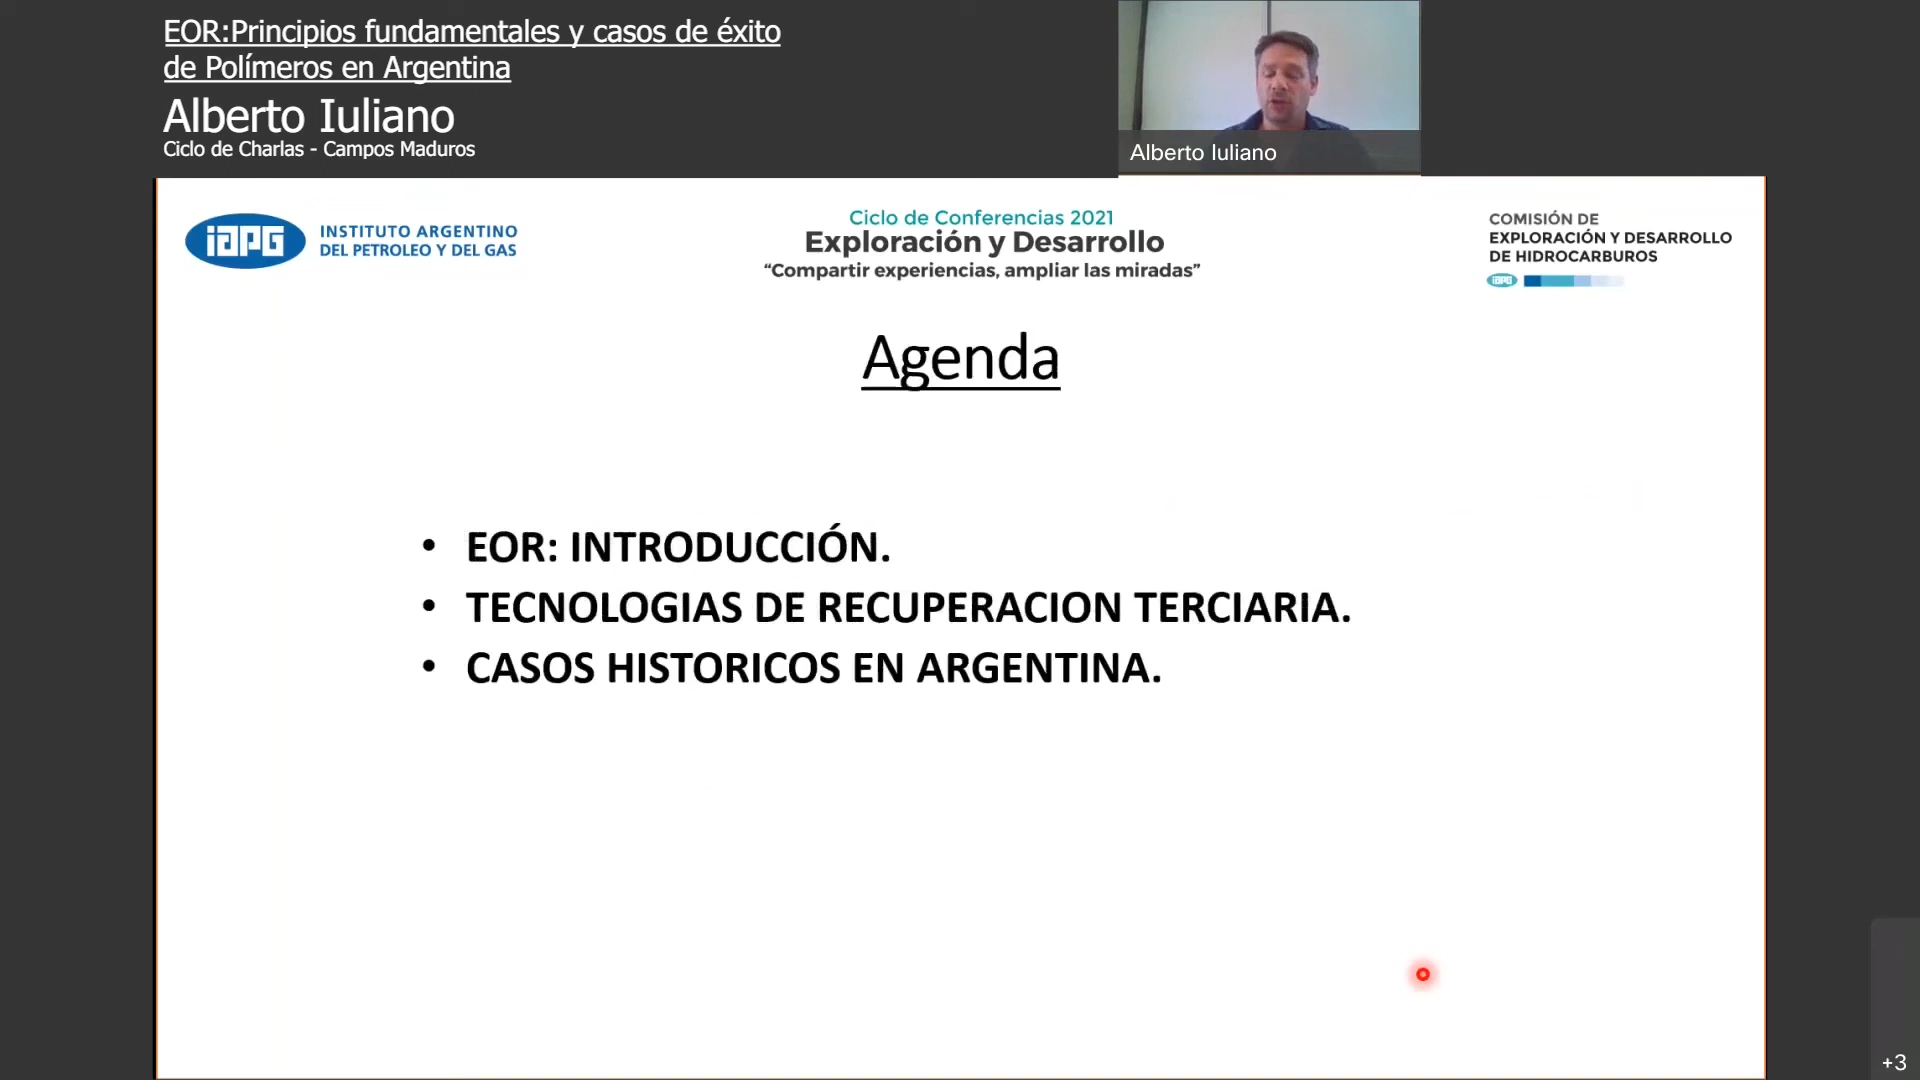 EOR:Principios fundamentales y casos de éxito
de Polímeros en Argentina
Alberto Iuliano
Ciclo de Charlas - Campos Maduros
Alberto Iuliano
iapg
INSTITUTO ARGENTINO
DEL PETROLEO Y DEL GAS
Ciclo de Conferencias 2021
Exploración y Desarrollo
“Compartir experiencias, ampliar las miradas”
COMISIÓN DE
EXPLORACIÓN Y DESARROLLO
DE HIDROCARBUROS
iapg
Agenda
• EOR: INTRODUCCIÓN.
• TECNOLOGIAS DE RECUPERACION TERCIARIA.
• CASOS HISTORICOS EN ARGENTINA.
+3